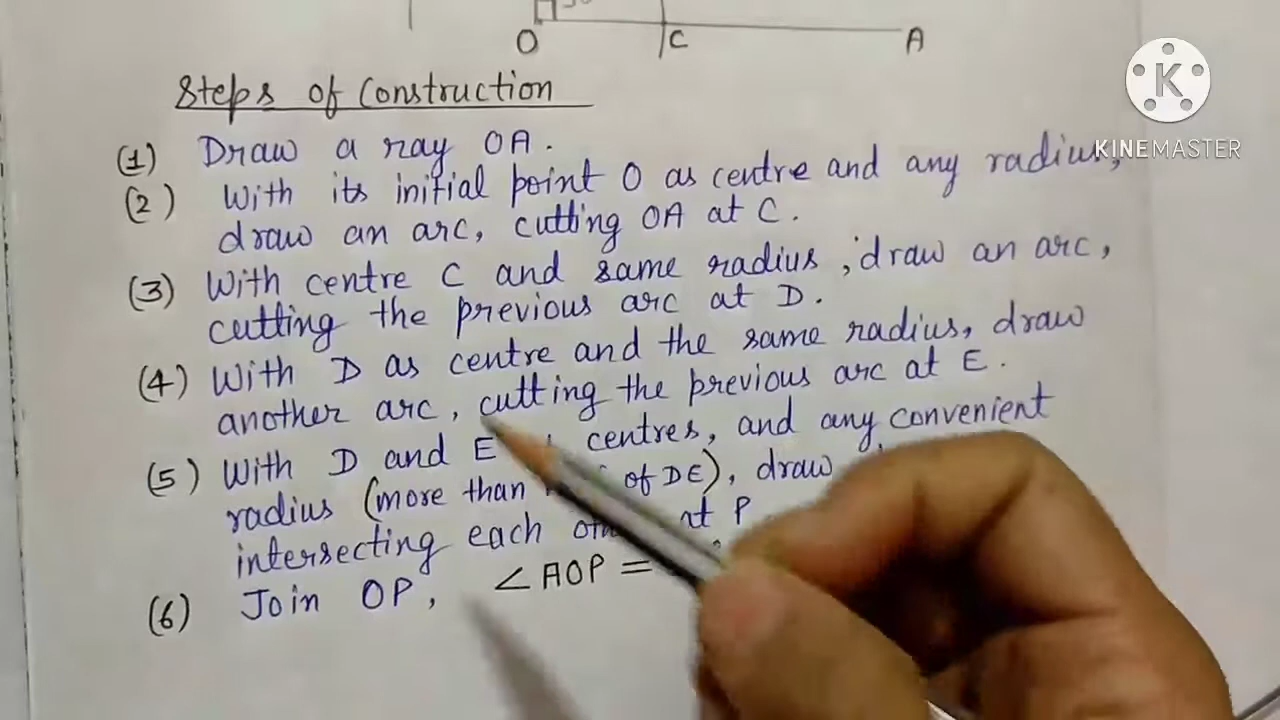 O C A
Steps of Construction
(1) Draw a ray OA.
(2) With its initial point O as centre and any radius,
draw an arc, cutting OA at C.
(3) With centre C and same radius, draw an arc,
cutting the previous arc at D.
(4) With D as centre and the same radius, draw
another arc, cutting the previous arc at E.
(5) With D and E centres, and any convenient
radius (more than of DE), draw
intersecting each at P
(6) Join OP, ∠AOP =
K
KINEMASTER